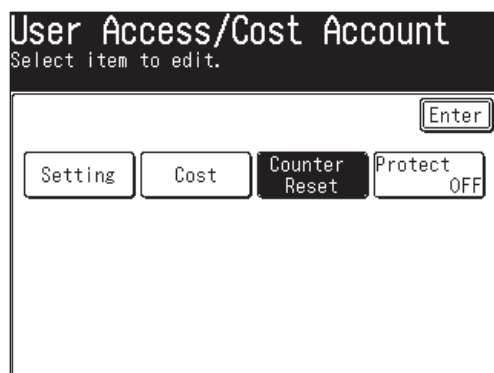 User Access/Cost Account
Select item to edit.
Enter
Setting
Cost
Counter
Reset
Protect
OFF